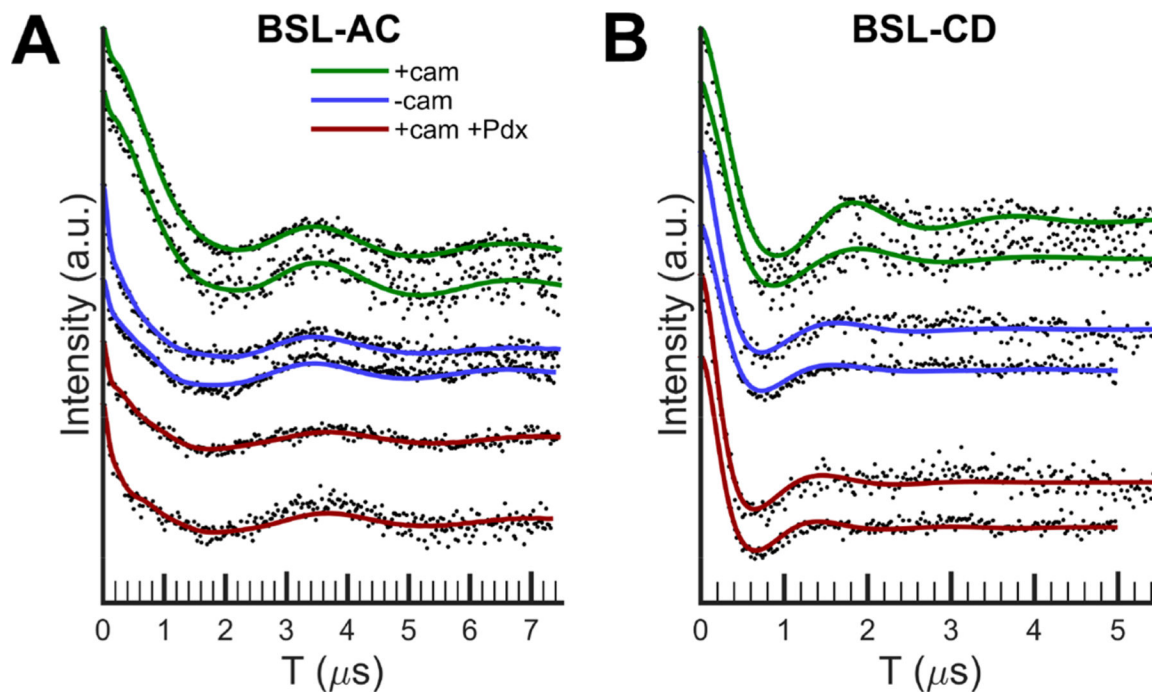 A
BSL-AC
+cam
-cam
+cam +Pdx
Intensity (a.u.)
0 1 2 3 4 5 6 7
T (μs)
B
BSL-CD
Intensity (a.u.)
0 1 2 3 4 5
T (μs)